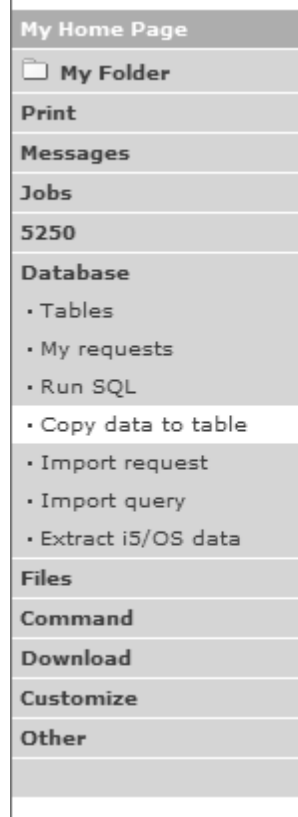 My Home Page
My Folder
Print
Messages
Jobs
5250
Database
• Tables
• My requests
• Run SQL
• Copy data to table
• Import request
• Import query
• Extract i5/OS data
Files
Command
Download
Customize
Other